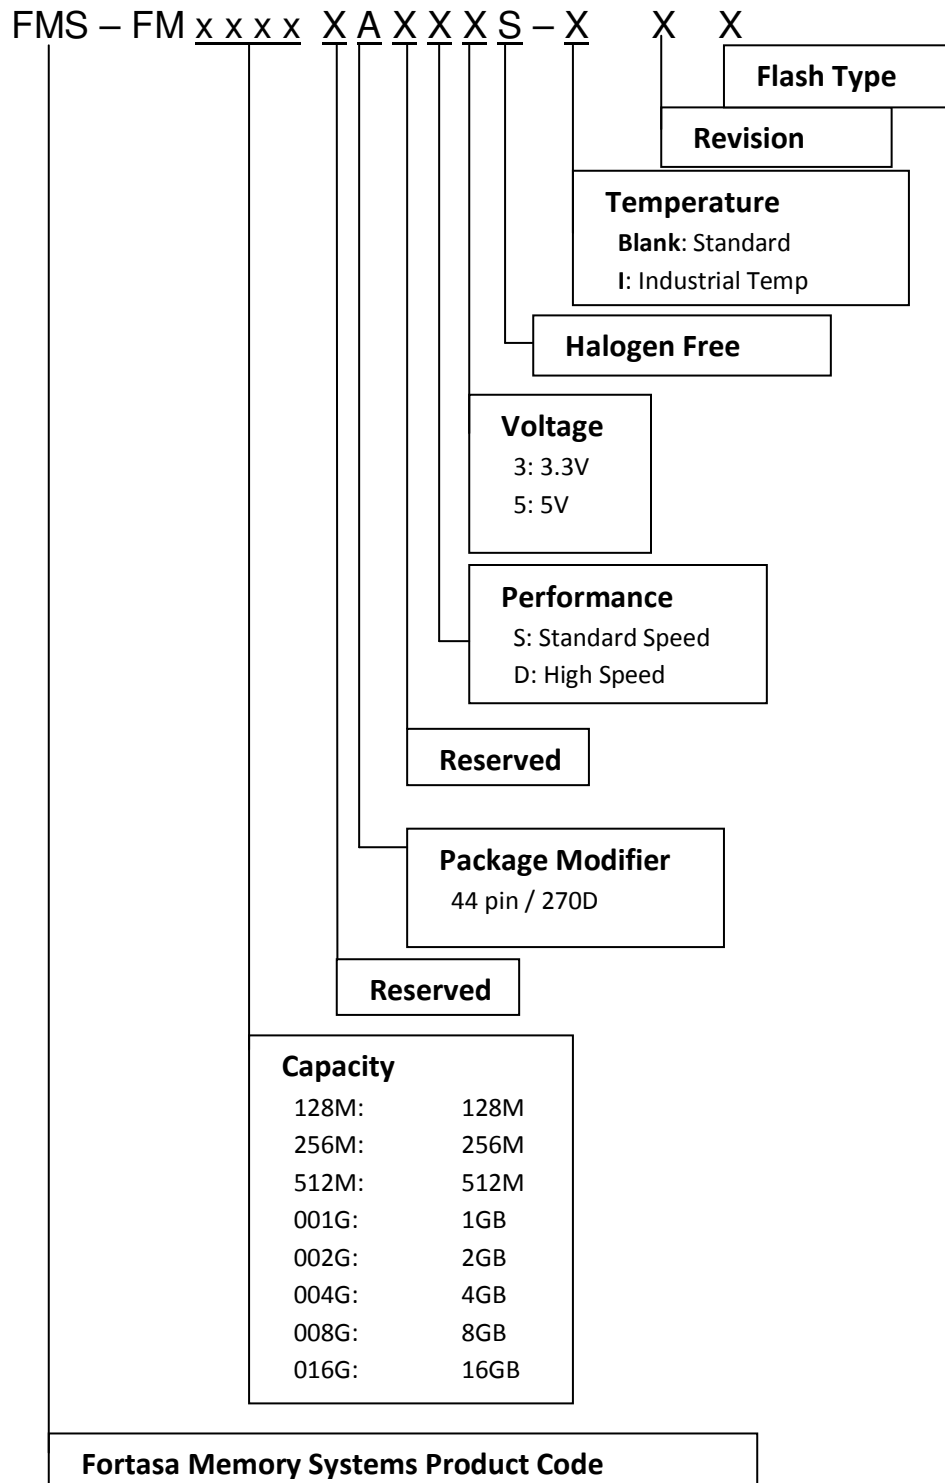 FMS – FM x x x x X A X X X S – X X X
Flash Type
Revision
Temperature
Blank: Standard
I: Industrial Temp
Halogen Free
Voltage
3: 3.3V
5: 5V
Performance
S: Standard Speed
D: High Speed
Reserved
Package Modifier
44 pin / 270D
Reserved
Capacity
128M: 128M
256M: 256M
512M: 512M
001G: 1GB
002G: 2GB
004G: 4GB
008G: 8GB
016G: 16GB
Fortasa Memory Systems Product Code